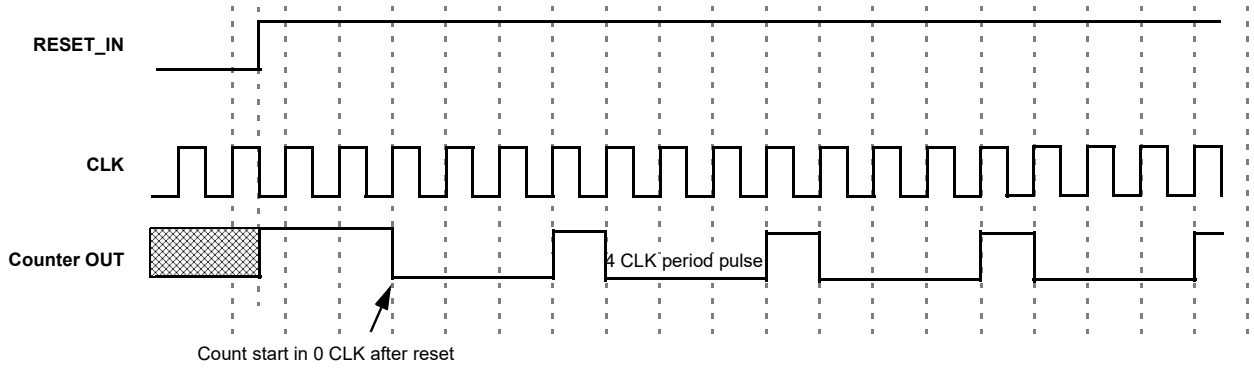 RESET_IN
CLK
Counter OUT
4 CLK period pulse
Count start in 0 CLK after reset